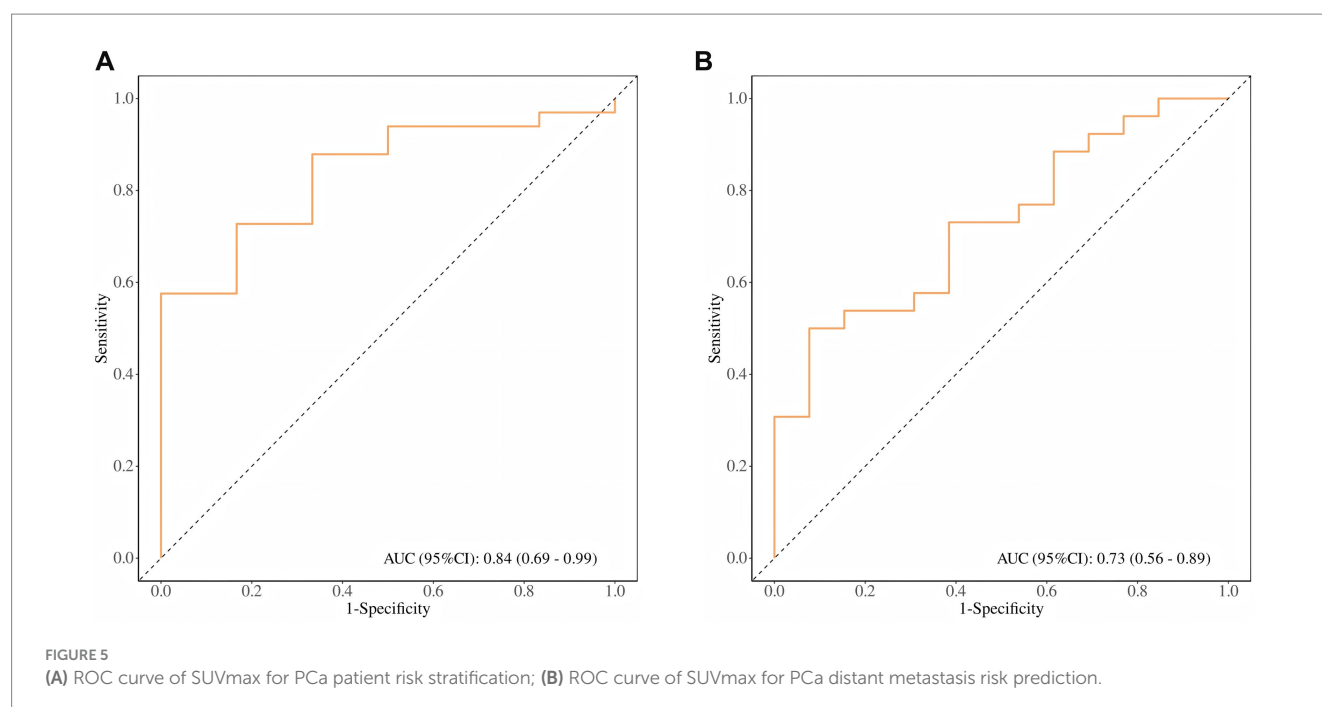 A
1.0
0.8
0.6
0.4
0.2
0.0
Sensitivity
AUC (95%CI): 0.84 (0.69 - 0.99)
0.0 0.2 0.4 0.6 0.8 1.0
1-Specificity
B
1.0
0.8
0.6
0.4
0.2
0.0
Sensitivity
AUC (95%CI): 0.73 (0.56 - 0.89)
0.0 0.2 0.4 0.6 0.8 1.0
1-Specificity
FIGURE 5
(A) ROC curve of SUVmax for PCa patient risk stratification; (B) ROC curve of SUVmax for PCa distant metastasis risk prediction.